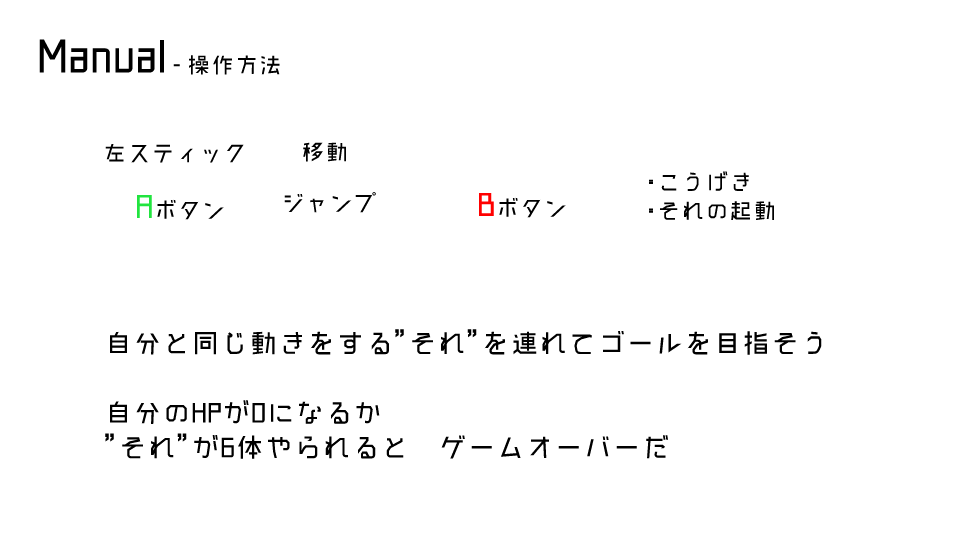 Manual - 操作方法
左スティック 移動
Aボタン ジャンプ Bボタン ・こうげき
・それの起動
自分と同じ動きをする”それ”を連れてゴールを目指そう
自分のHPが0になるか
”それ”が6体やられると ゲームオーバーだ